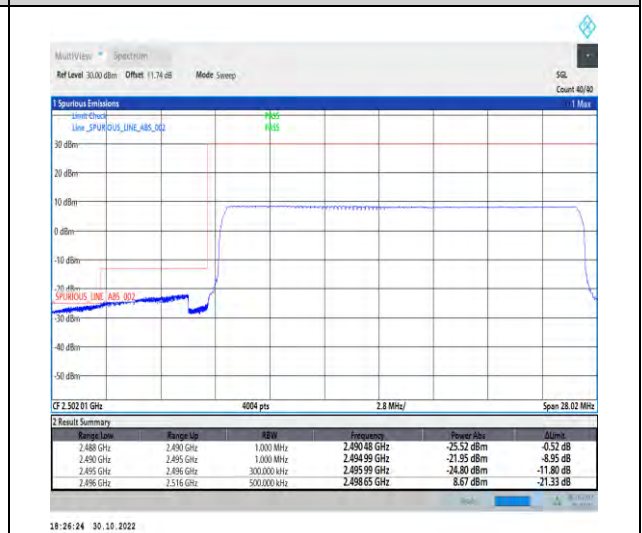 MultiView Spectrum
Ref Level 30.00 dBm Offset 11.74 dB Mode Sweep SGL
Count 40/40
1 Spurious Emissions 1 Max
Limit Check PASS
Line _SPURIOUS_LINE_ABS_002 PASS
30 dBm
20 dBm
10 dBm
0 dBm
-10 dBm
-20 dBm
SPURIOUS_LINE_ABS_002
-30 dBm
-40 dBm
-50 dBm
CF 2.502 01 GHz 4004 pts 2.8 MHz/ Span 28.02 MHz
2 Result Summary
Range Low Range Up RBW Frequency Power Abs ΔLimit
2.488 GHz 2.490 GHz 1.000 MHz 2.490 48 GHz -25.52 dBm -0.52 dB
2.490 GHz 2.495 GHz 1.000 MHz 2.494 99 GHz -21.95 dBm -8.95 dB
2.495 GHz 2.496 GHz 300.000 kHz 2.495 99 GHz -24.80 dBm -11.80 dB
2.496 GHz 2.516 GHz 500.000 kHz 2.498 65 GHz 8.67 dBm -21.33 dB
18:26:24 30.10.2022